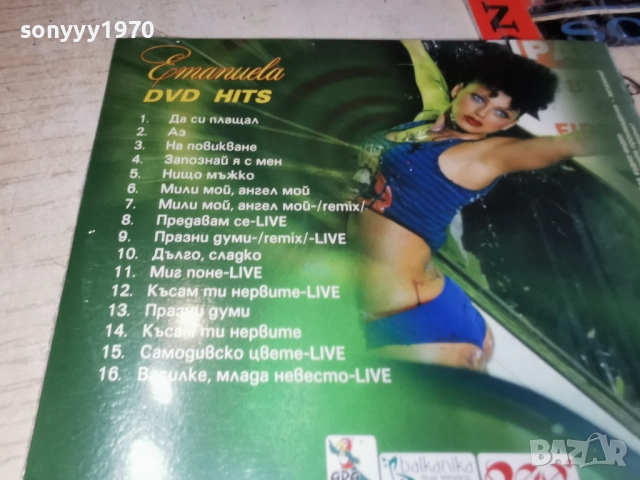 sonyyy1970
Emanuela
DVD HITS
1. Да си плащал
2. Аз
3. На повикване
4. Запознай я с мен
5. Нищо мъжко
6. Мили мой, ангел мой
7. Мили мой, ангел мой-/remix/
8. Предавам се-LIVE
9. Празни думи-/remix/-LIVE
10. Дълго, сладко
11. Миг поне-LIVE
12. Късам ти нервите-LIVE
13. Празни думи
14. Късам ти нервите
15. Самодивско цвете-LIVE
16. Василке, млада невесто-LIVE
balkanika
BAZAR
bg